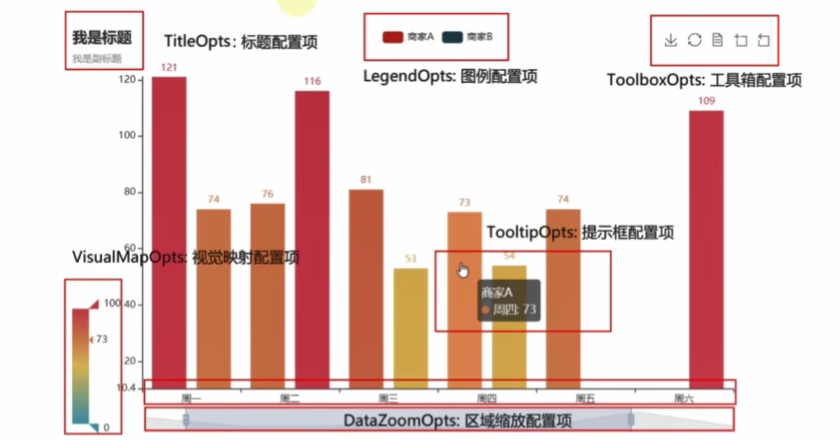 我是标题
我是副标题
TitleOpts: 标题配置项
商家A 商家B
LegendOpts: 图例配置项
ToolboxOpts: 工具箱配置项
121
116
109
120
100
80
60
40
20
10.4
74
76
81
53
73
54
74
TooltipOpts: 提示框配置项
商家A
周四: 73
VisualMapOpts: 视觉映射配置项
100
73
0
周一 周二 周三 周四 周五 周六
DataZoomOpts: 区域缩放配置项